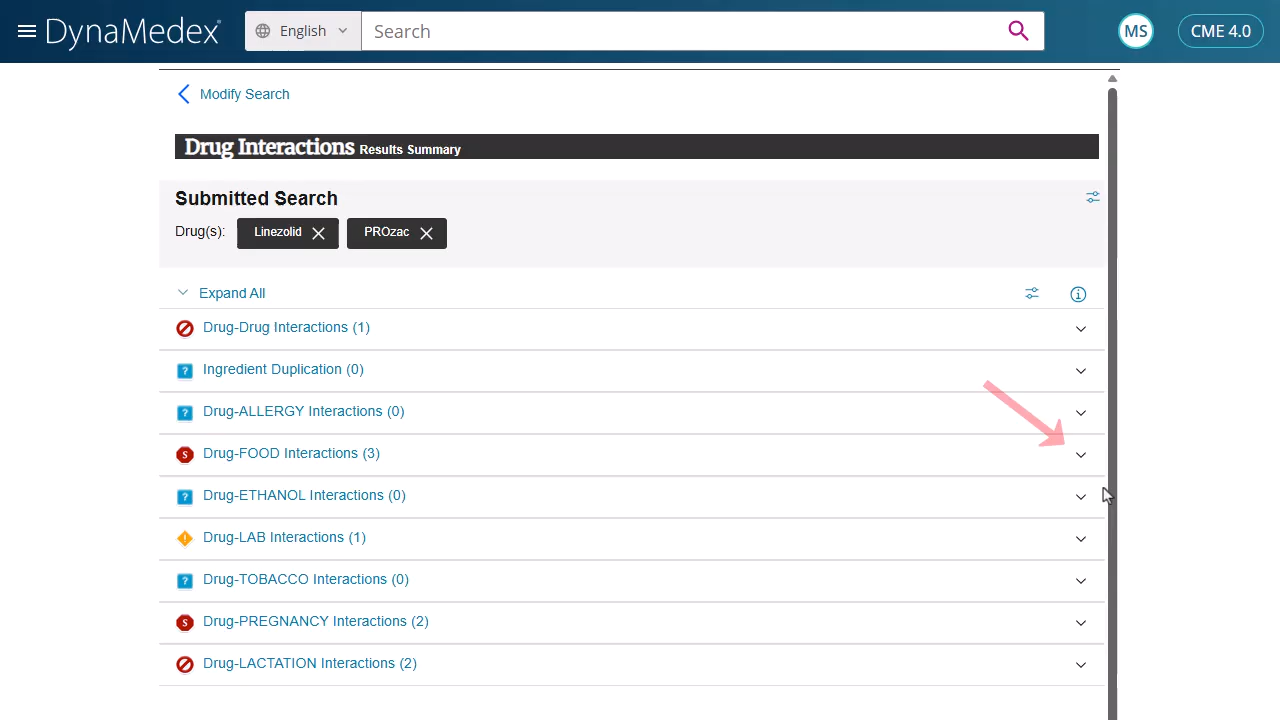 DynaMedex®
English
Search
MS
CME 4.0
Modify Search
Drug Interactions Results Summary
Submitted Search
Drug(s): Linezolid PROzac
Expand All
Drug-Drug Interactions (1)
? Ingredient Duplication (0)
? Drug-ALLERGY Interactions (0)
S Drug-FOOD Interactions (3)
? Drug-ETHANOL Interactions (0)
! Drug-LAB Interactions (1)
? Drug-TOBACCO Interactions (0)
S Drug-PREGNANCY Interactions (2)
Drug-LACTATION Interactions (2)